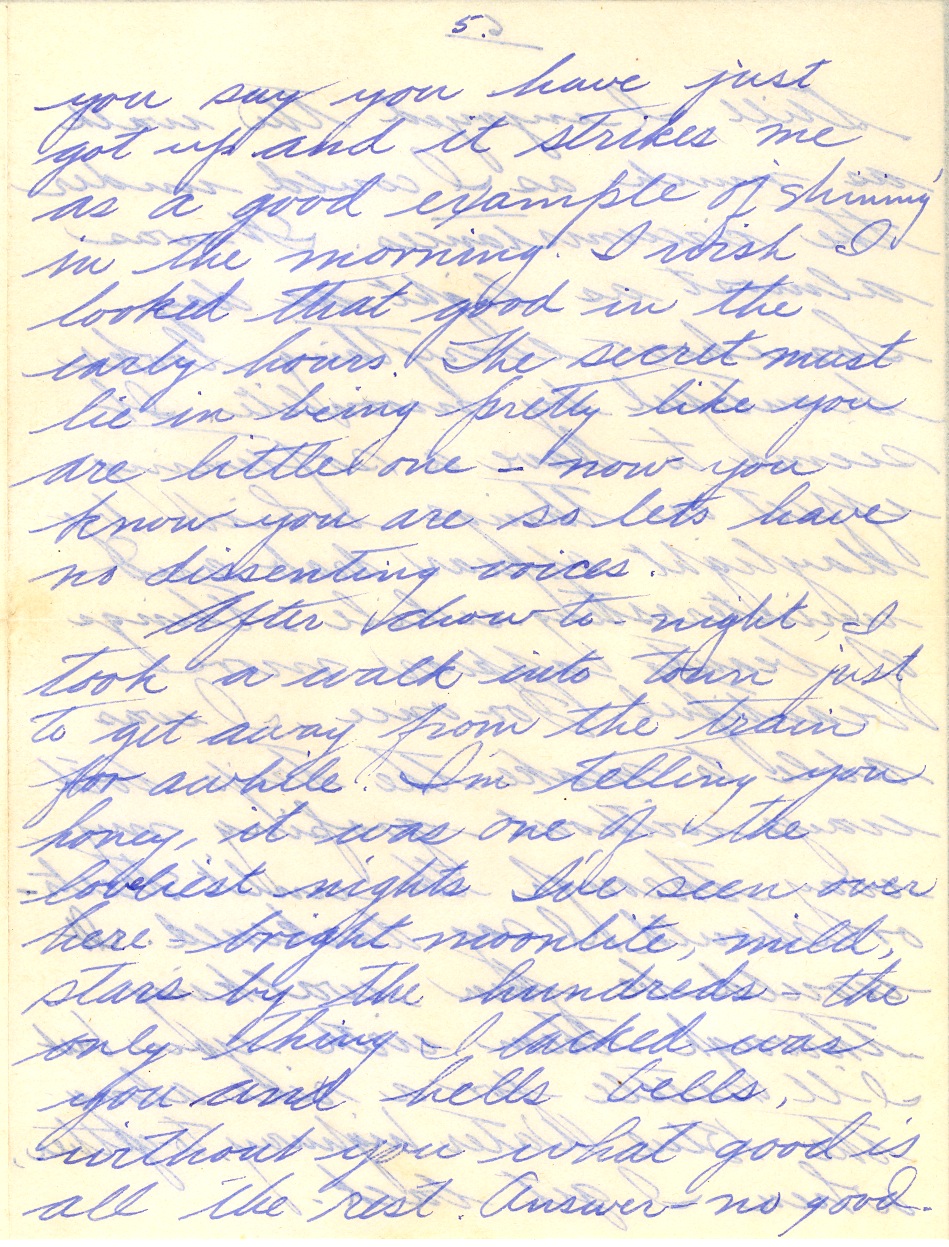 5.
you say you have just
got up and it strikes me
as a good example of shining
in the morning. I wish I
looked that good in the
early hours. The secret must
lie in being pretty like you
are little one - now you
know you are so lets have
no dissenting voices.
After chow to-night, I
took a walk into town just
to get away from the train
for awhile. I'm telling you
honey, it was one of the
loveliest nights I've seen over
here - bright moonlite, mild,
stars by the hundreds - the
only thing I lacked was
you and hells bells,
without you what good is
all the rest. Answer - no good.